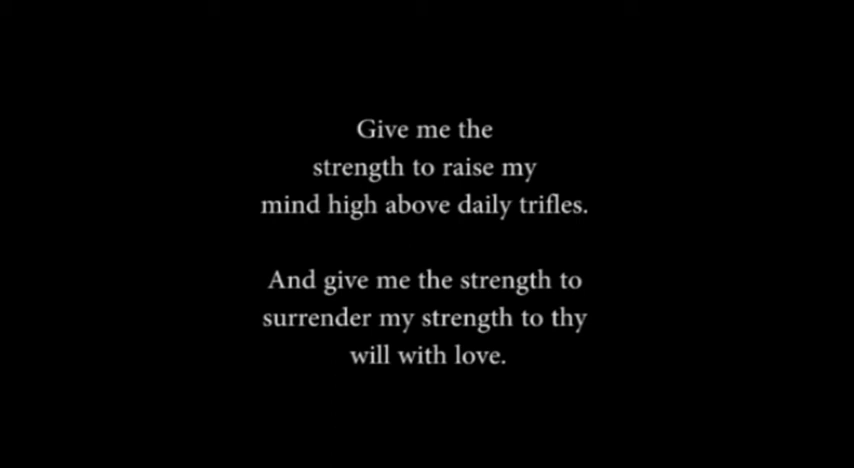 Give me the
strength to raise my
mind high above daily trifles.
And give me the strength to
surrender my strength to thy
will with love.